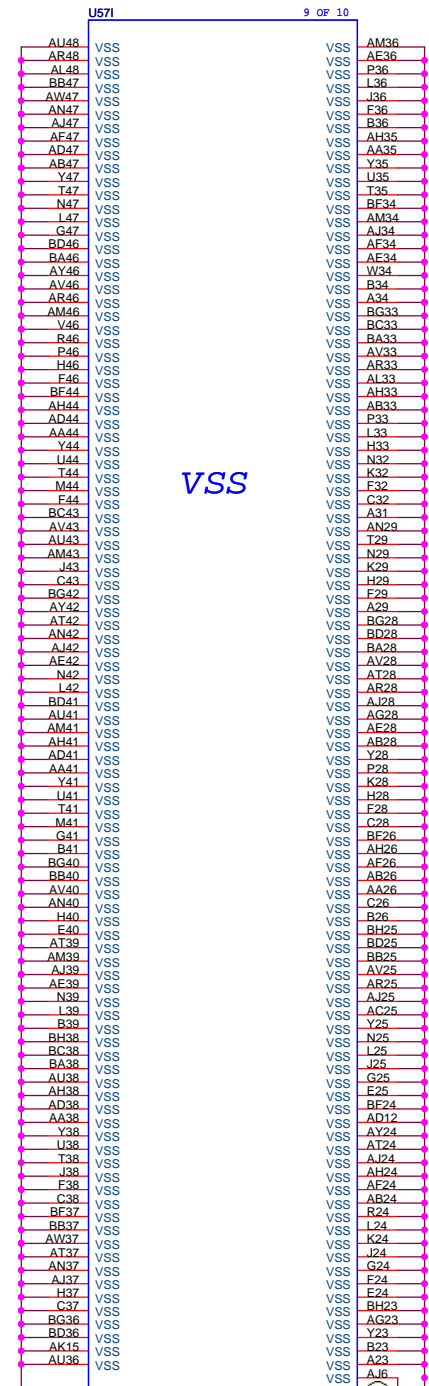 U57I 9 OF 10
AU48 VSS VSS AM36
AR48 VSS VSS AE36
AL48 VSS VSS P36
BB47 VSS VSS L36
AW47 VSS VSS J36
AN47 VSS VSS F36
AJ47 VSS VSS B36
AF47 VSS VSS AH35
AD47 VSS VSS AA35
AB47 VSS VSS Y35
Y47 VSS VSS U35
T47 VSS VSS T35
N47 VSS VSS BF34
L47 VSS VSS AM34
G47 VSS VSS AJ34
BD46 VSS VSS AF34
BA46 VSS VSS AE34
AY46 VSS VSS W34
AV46 VSS VSS B34
AR46 VSS VSS A34
AM46 VSS VSS BG33
V46 VSS VSS BC33
R46 VSS VSS BA33
P46 VSS VSS AV33
H46 VSS VSS AR33
F46 VSS VSS AL33
BF44 VSS VSS AH33
AH44 VSS VSS AB33
AD44 VSS VSS P33
AA44 VSS VSS L33
Y44 VSS VSS H33
U44 VSS VSS N32
T44 VSS VSS K32
M44 VSS VSS F32
F44 VSS VSS C32
VSS
BC43 VSS VSS A31
AV43 VSS VSS AN29
AU43 VSS VSS T29
AM43 VSS VSS N29
J43 VSS VSS K29
C43 VSS VSS H29
BG42 VSS VSS F29
AY42 VSS VSS A29
AT42 VSS VSS BG28
AN42 VSS VSS BD28
AJ42 VSS VSS BA28
AE42 VSS VSS AV28
N42 VSS VSS AT28
L42 VSS VSS AR28
BD41 VSS VSS AJ28
AU41 VSS VSS AG28
AM41 VSS VSS AE28
AH41 VSS VSS AB28
AD41 VSS VSS Y28
AA41 VSS VSS P28
Y41 VSS VSS K28
U41 VSS VSS H28
T41 VSS VSS F28
M41 VSS VSS C28
G41 VSS VSS BF26
B41 VSS VSS AH26
BG40 VSS VSS AF26
BB40 VSS VSS AB26
AV40 VSS VSS AA26
AN40 VSS VSS C26
H40 VSS VSS B26
E40 VSS VSS BH25
AT39 VSS VSS BD25
AM39 VSS VSS BB25
AJ39 VSS VSS AV25
AE39 VSS VSS AR25
N39 VSS VSS AJ25
L39 VSS VSS AC25
B39 VSS VSS Y25
BH38 VSS VSS N25
BC38 VSS VSS L25
BA38 VSS VSS J25
AU38 VSS VSS G25
AH38 VSS VSS E25
AD38 VSS VSS BF24
AA38 VSS VSS AD12
Y38 VSS VSS AY24
U38 VSS VSS AT24
T38 VSS VSS AJ24
J38 VSS VSS AH24
F38 VSS VSS AF24
C38 VSS VSS AB24
BF37 VSS VSS R24
BB37 VSS VSS L24
AW37 VSS VSS K24
AT37 VSS VSS J24
AN37 VSS VSS G24
AJ37 VSS VSS F24
H37 VSS VSS E24
C37 VSS VSS BH23
BG36 VSS VSS AG23
BD36 VSS VSS Y23
AK15 VSS VSS B23
AU36 VSS VSS A23
VSS AJ6